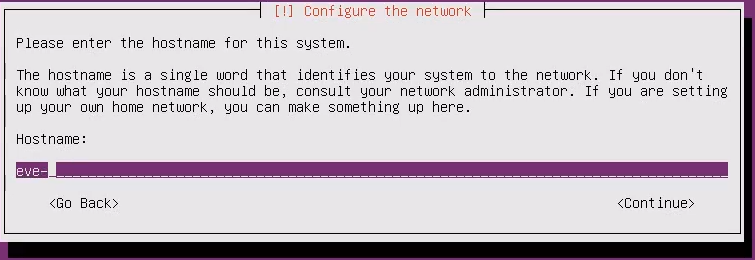 [!] Configure the network
Please enter the hostname for this system.
The hostname is a single word that identifies your system to the network. If you don't
know what your hostname should be, consult your network administrator. If you are setting
up your own home network, you can make something up here.
Hostname:
eve-
<Go Back> <Continue>